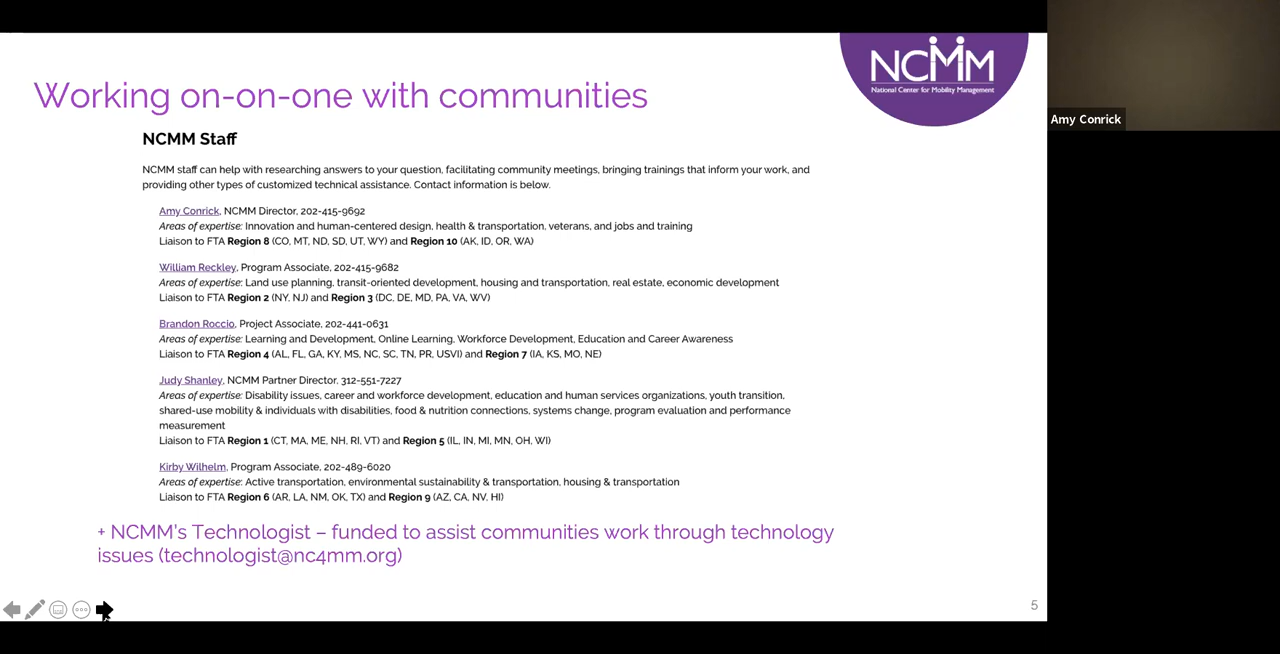 NCMM
National Center for Mobility Management
Amy Conrick
Working on-on-one with communities
NCMM Staff
NCMM staff can help with researching answers to your question, facilitating community meetings, bringing trainings that inform your work, and
providing other types of customized technical assistance. Contact information is below.
Amy Conrick, NCMM Director, 202-415-9692
Areas of expertise: Innovation and human-centered design, health & transportation, veterans, and jobs and training
Liaison to FTA Region 8 (CO, MT, ND, SD, UT, WY) and Region 10 (AK, ID, OR, WA)
William Reckley, Program Associate, 202-415-9682
Areas of expertise: Land use planning, transit-oriented development, housing and transportation, real estate, economic development
Liaison to FTA Region 2 (NY, NJ) and Region 3 (DC, DE, MD, PA, VA, WV)
Brandon Roccio, Project Associate, 202-441-0631
Areas of expertise: Learning and Development, Online Learning, Workforce Development, Education and Career Awareness
Liaison to FTA Region 4 (AL, FL, GA, KY, MS, NC, SC, TN, PR, USVI) and Region 7 (IA, KS, MO, NE)
Judy Shanley, NCMM Partner Director, 312-551-7227
Areas of expertise: Disability issues, career and workforce development, education and human services organizations, youth transition,
shared-use mobility & individuals with disabilities, food & nutrition connections, systems change, program evaluation and performance
measurement
Liaison to FTA Region 1 (CT, MA, ME, NH, RI, VT) and Region 5 (IL, IN, MI, MN, OH, WI)
Kirby Wilhelm, Program Associate, 202-489-6020
Areas of expertise: Active transportation, environmental sustainability & transportation, housing & transportation
Liaison to FTA Region 6 (AR, LA, NM, OK, TX) and Region 9 (AZ, CA, NV, HI)
+ NCMM's Technologist – funded to assist communities work through technology
issues (technologist@nc4mm.org)
5